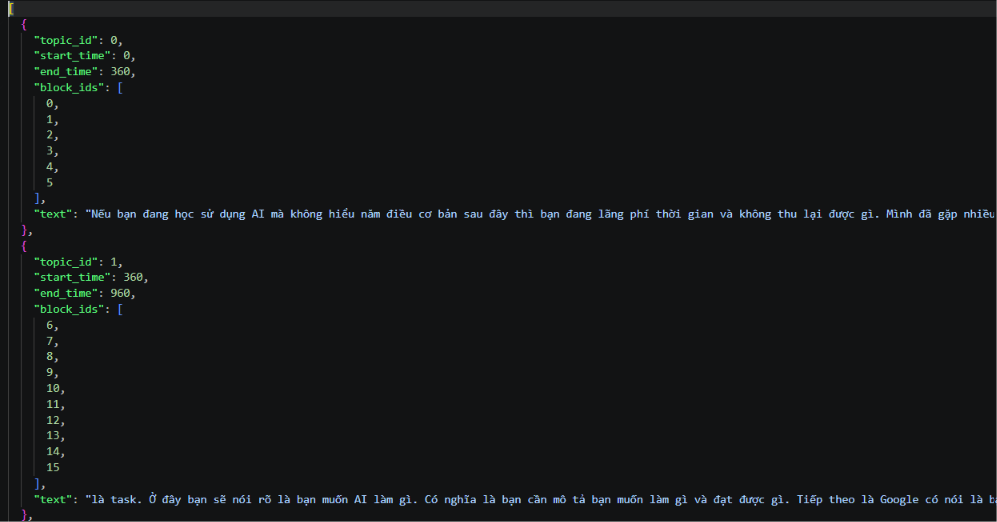 [
{
"topic_id": 0,
"start_time": 0,
"end_time": 360,
"block_ids": [
0,
1,
2,
3,
4,
5
],
"text": "Nếu bạn đang học sử dụng AI mà không hiểu năm điều cơ bản sau đây thì bạn đang lãng phí thời gian và không thu lại được gì. Mình đã gặp nhiều
},
{
"topic_id": 1,
"start_time": 360,
"end_time": 960,
"block_ids": [
6,
7,
8,
9,
10,
11,
12,
13,
14,
15
],
"text": "là task. Ở đây bạn sẽ nói rõ là bạn muốn AI làm gì. Có nghĩa là bạn cần mô tả bạn muốn làm gì và đạt được gì. Tiếp theo là Google có nói là
},